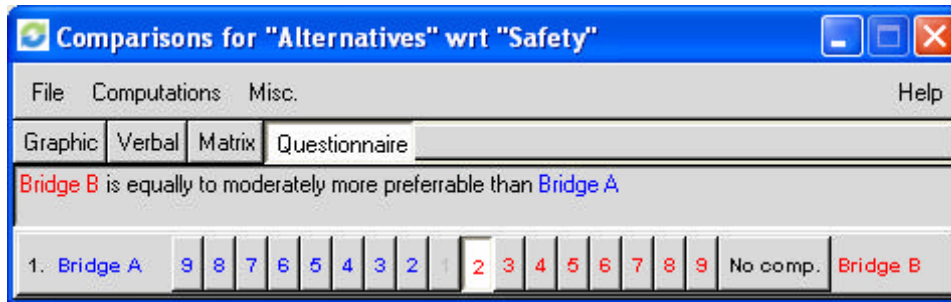 Comparisons for "Alternatives" wrt "Safety"
File Computations Misc. Help
Graphic Verbal Matrix Questionnaire
Bridge B is equally to moderately more preferrable than Bridge A
1. Bridge A 9 8 7 6 5 4 3 2 1 2 3 4 5 6 7 8 9 No comp. Bridge B